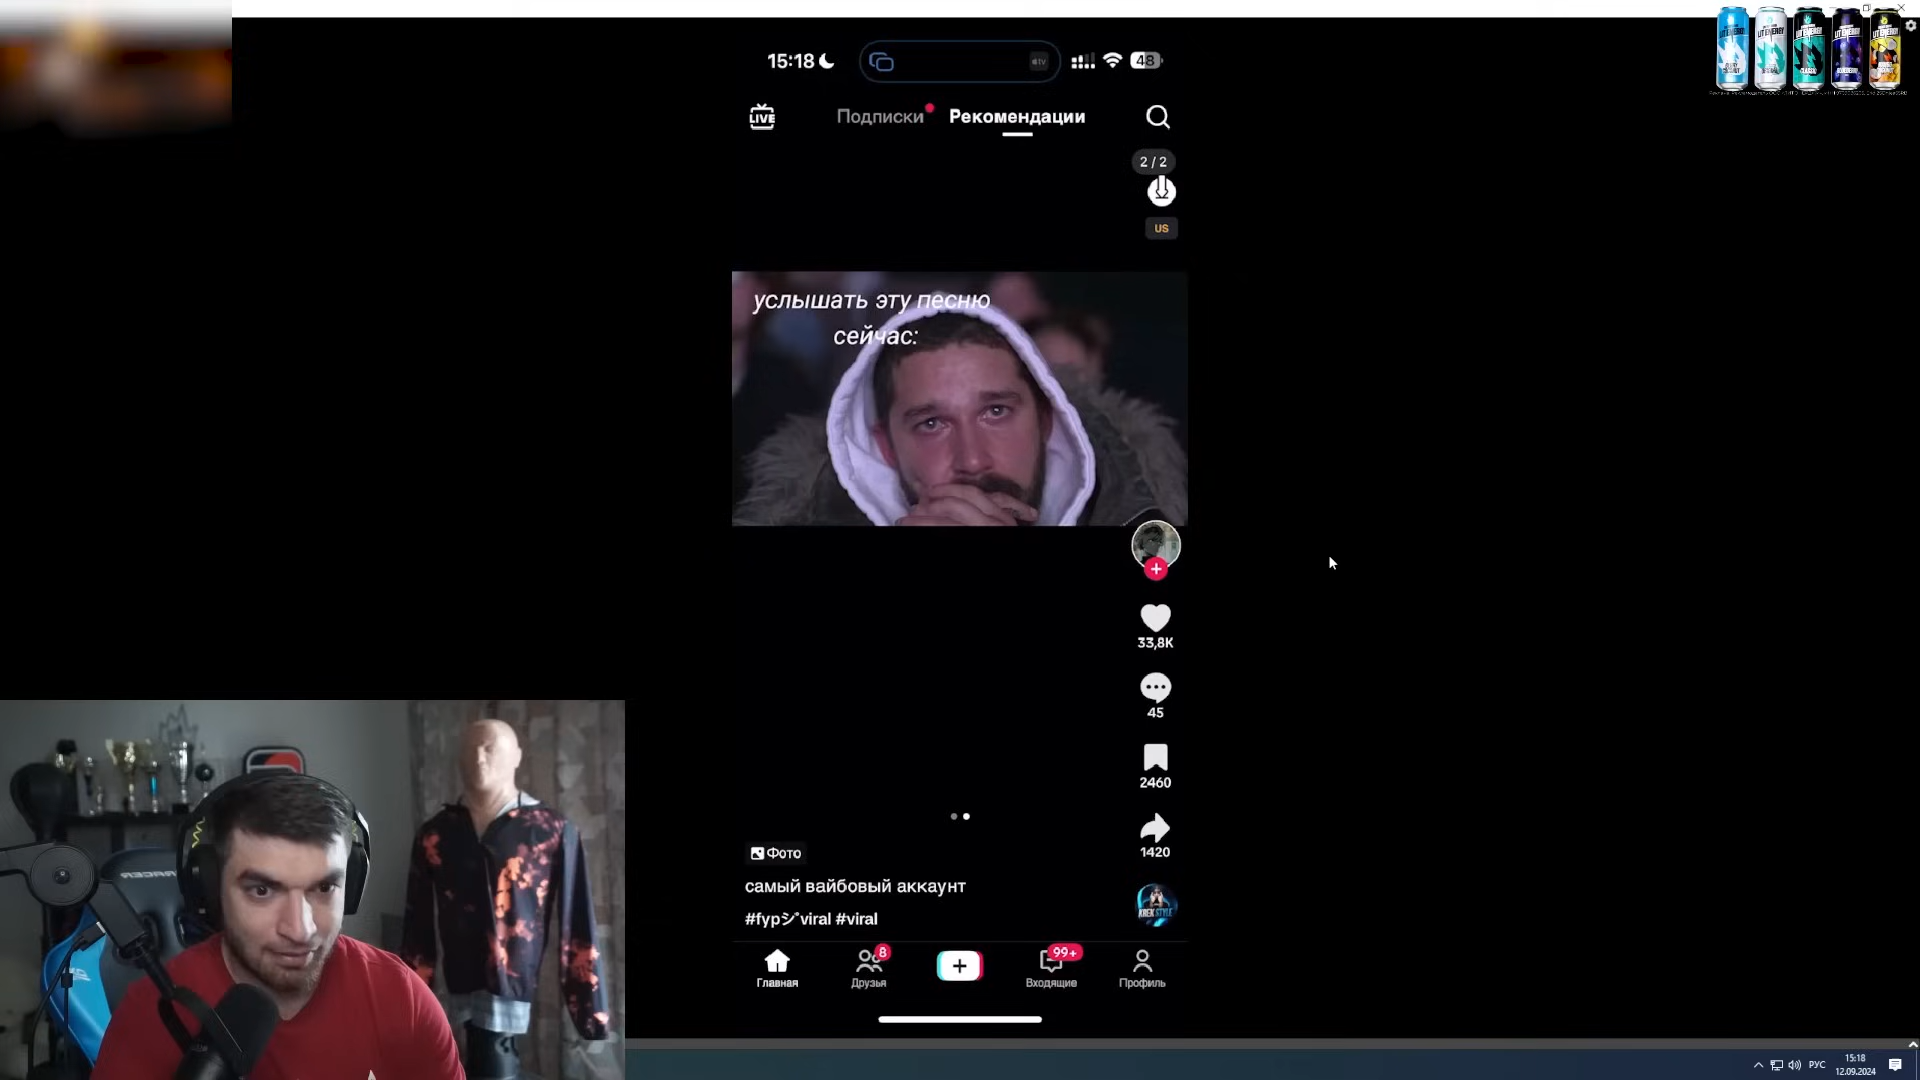 15:18
48
LIVE
Подписки
Рекомендации
2 / 2
US
услышать эту песню
сейчас:
33,8K
45
2460
1420
Фото
самый вайбовый аккаунт
#fypシ゚viral #viral
8
99+
Главная
Друзья
Входящие
Профиль
РУС
15:18
12.09.2024